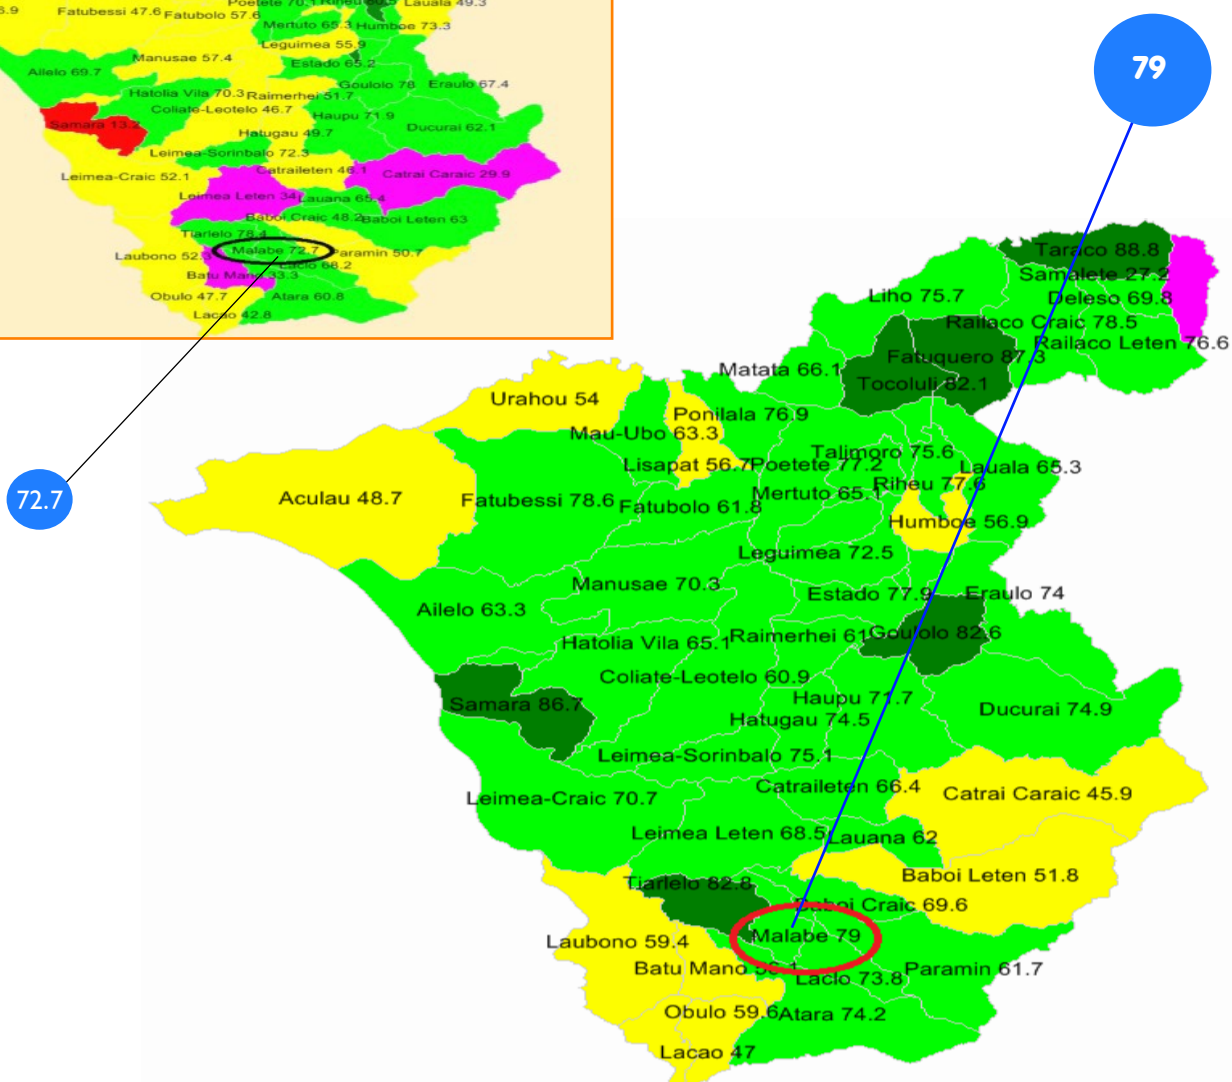 Poetete 70.1 Riheu 60.5 Lauala 49.3
6.9 Fatubessi 47.6 Fatubolo 57.6
Mertuto 65.3 Humboe 73.3
Leguimea 55.9
Manusae 57.4
Estado 65.2
Ailelo 69.7
Goulolo 78 Eraulo 67.4
Hatolia Vila 70.3 Raimerhei 51.7
Coliate-Leotelo 46.7
Haupu 71.9
Samara 13.2
Hatugau 49.7
Ducurai 62.1
Leimea-Sorinbalo 72.3
Leimea-Craic 52.1
Catraileten 46.1
Catrai Caraic 29.9
Leimea Leten 34 Lauana 65.4
Baboi Craic 48.2 Baboi Leten 63
Tiarlelo 78.4
Malabe 72.7
Paramin 50.7
Laubono 52.3
Laclo 66.2
Batu Mano 33.3
Obulo 47.7
Atara 60.8
Lacao 42.8
79
72.7
Taraco 88.8
Samalete 27.2
Liho 75.7
Deleso 69.8
Railaco Craic 78.5
Railaco Leten 76.6
Fatuquero 87.3
Matata 66.1
Tocoluli 82.1
Urahou 54
Ponilala 76.9
Mau-Ubo 63.3
Talimoro 75.6
Lisapat 56.7 Poetete 77.2
Lauala 65.3
Riheu 77.6
Mertuto 65.1
Aculau 48.7
Fatubessi 78.6
Fatubolo 61.8
Humboe 56.9
Leguimea 72.5
Manusae 70.3
Estado 77.9
Eraulo 74
Ailelo 63.3
Goulolo 82.6
Raimerhei 61
Hatolia Vila 65.1
Coliate-Leotelo 60.9
Haupu 71.7
Samara 86.7
Ducurai 74.9
Hatugau 74.5
Leimea-Sorinbalo 75.1
Catraileten 66.4
Catrai Caraic 45.9
Leimea-Craic 70.7
Leimea Leten 68.5 Lauana 62
Baboi Leten 51.8
Tiarlelo 82.8
Baboi Craic 69.6
Malabe 79
Laubono 59.4
Batu Mano 56.1
Paramin 61.7
Laclo 73.8
Obulo 59.6 Atara 74.2
Lacao 47